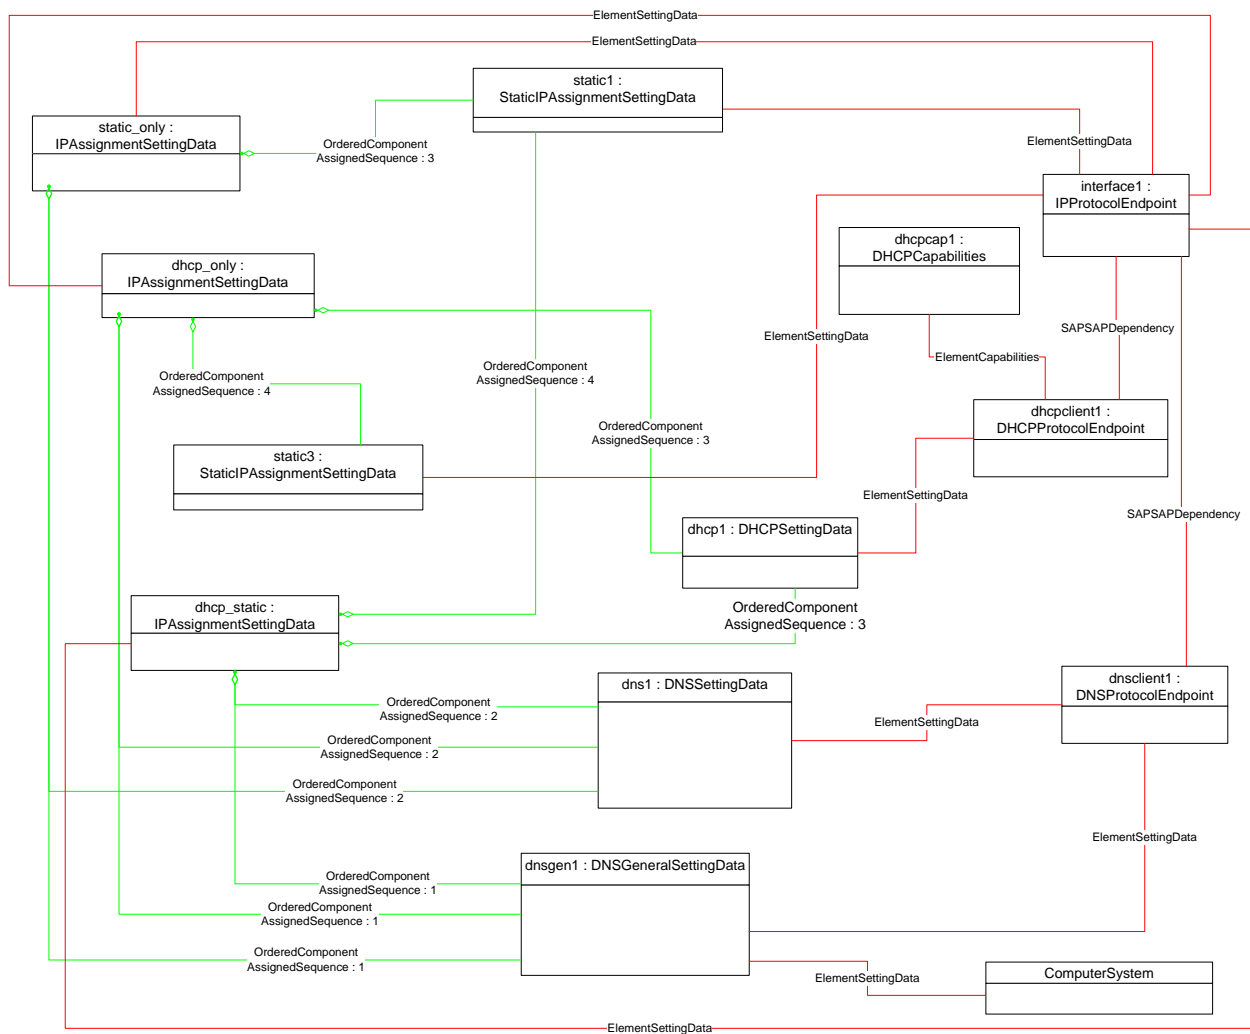 ElementSettingData
ElementSettingData
static1 :
StaticIPAssignmentSettingData
static_only :
IPAssignmentSettingData
OrderedComponent
AssignedSequence : 3
ElementSettingData
interface1 :
IPProtocolEndpoint
dhcpcap1 :
DHCPCapabilities
dhcp_only :
IPAssignmentSettingData
ElementSettingData
SAPSAPDependency
ElementCapabilities
OrderedComponent
AssignedSequence : 4
OrderedComponent
AssignedSequence : 4
dhcpclient1 :
DHCPProtocolEndpoint
OrderedComponent
AssignedSequence : 3
static3 :
StaticIPAssignmentSettingData
ElementSettingData
SAPSAPDependency
dhcp1 : DHCPSettingData
dhcp_static :
IPAssignmentSettingData
OrderedComponent
AssignedSequence : 3
dns1 : DNSSettingData
dnsclient1 :
DNSProtocolEndpoint
OrderedComponent
AssignedSequence : 2
ElementSettingData
OrderedComponent
AssignedSequence : 2
OrderedComponent
AssignedSequence : 2
ElementSettingData
dnsgen1 : DNSGeneralSettingData
OrderedComponent
AssignedSequence : 1
OrderedComponent
AssignedSequence : 1
OrderedComponent
AssignedSequence : 1
ElementSettingData
ComputerSystem
ElementSettingData